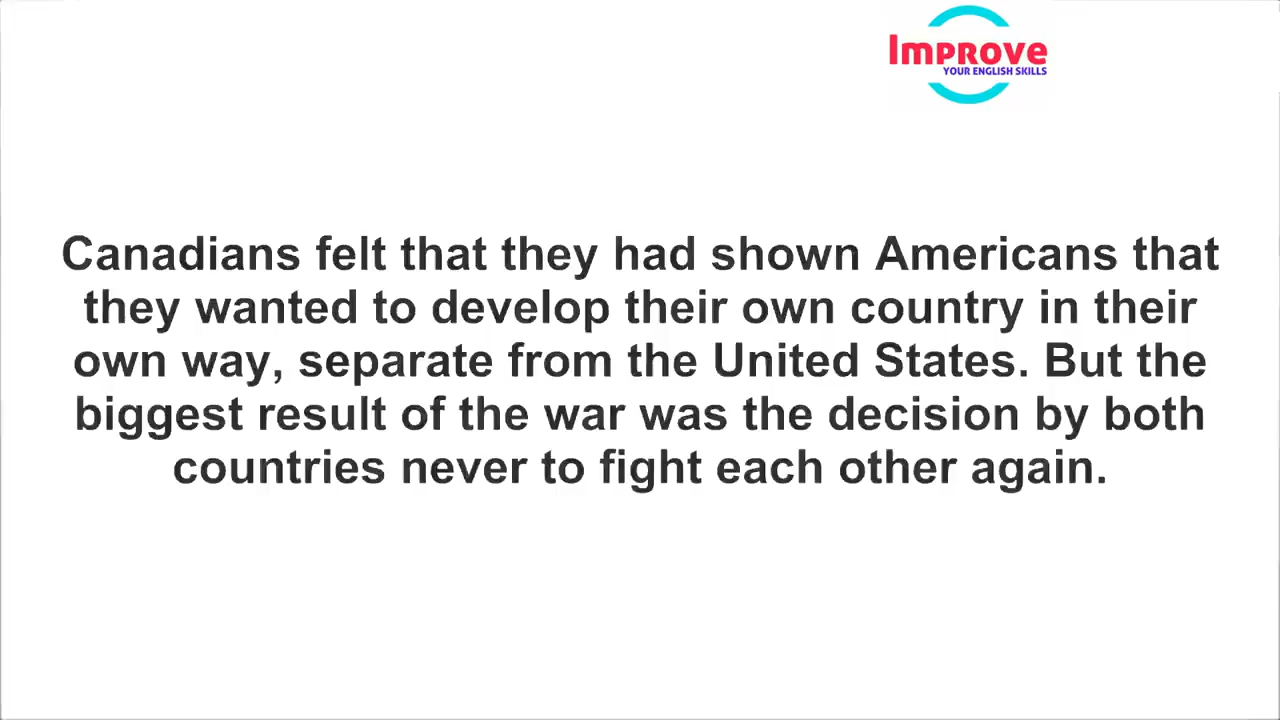 Improve
YOUR ENGLISH SKILLS
Canadians felt that they had shown Americans that
they wanted to develop their own country in their
own way, separate from the United States. But the
biggest result of the war was the decision by both
countries never to fight each other again.